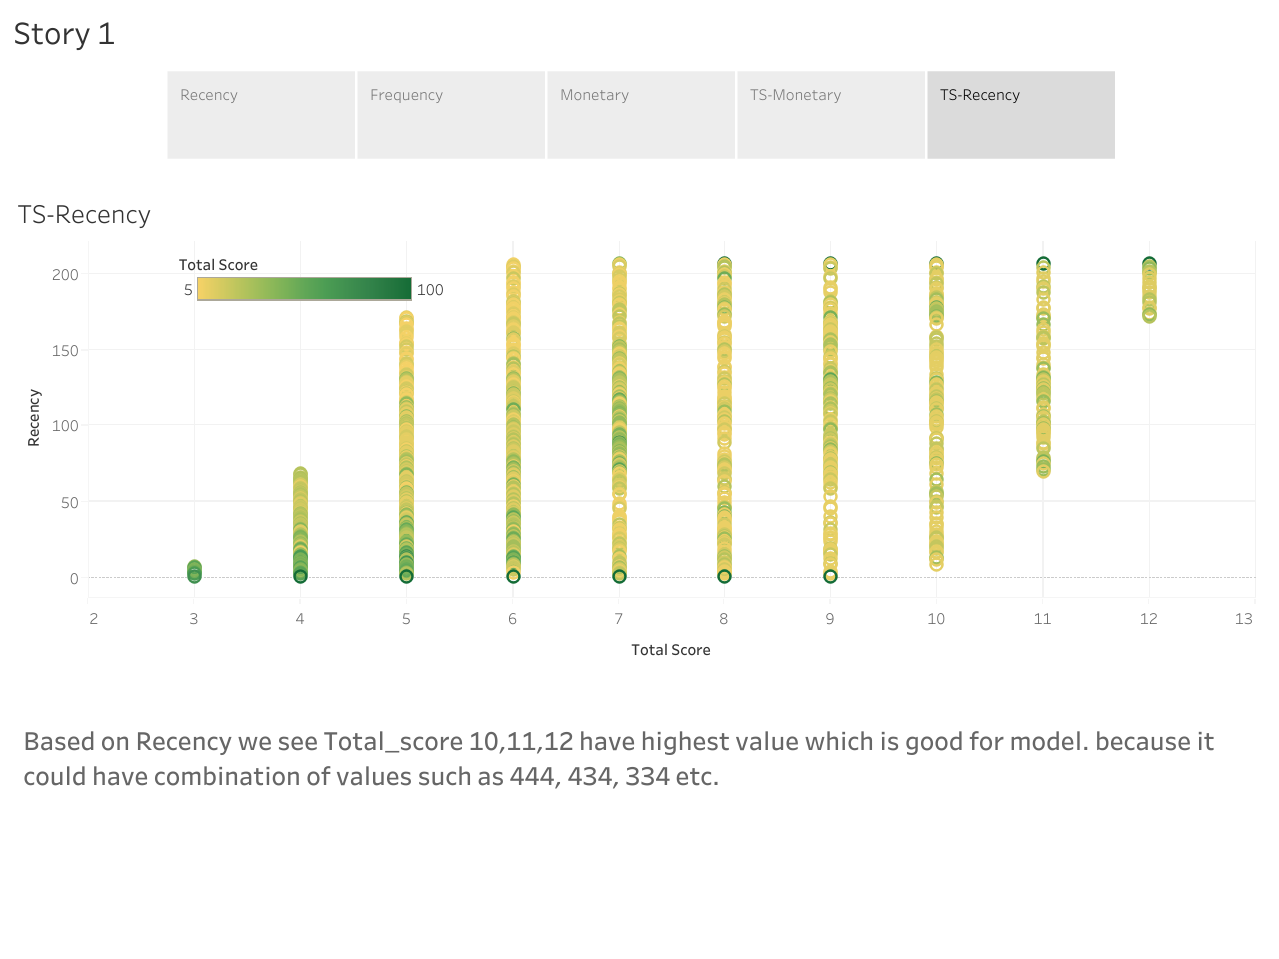 Story 1
Recency
Frequency
Monetary
TS-Monetary
TS-Recency
TS-Recency
Total Score
5
100
Recency
200
150
100
50
0
2
3
4
5
6
7
8
9
10
11
12
13
Total Score
Based on Recency we see Total_score 10,11,12 have highest value which is good for model. because it
could have combination of values such as 444, 434, 334 etc.